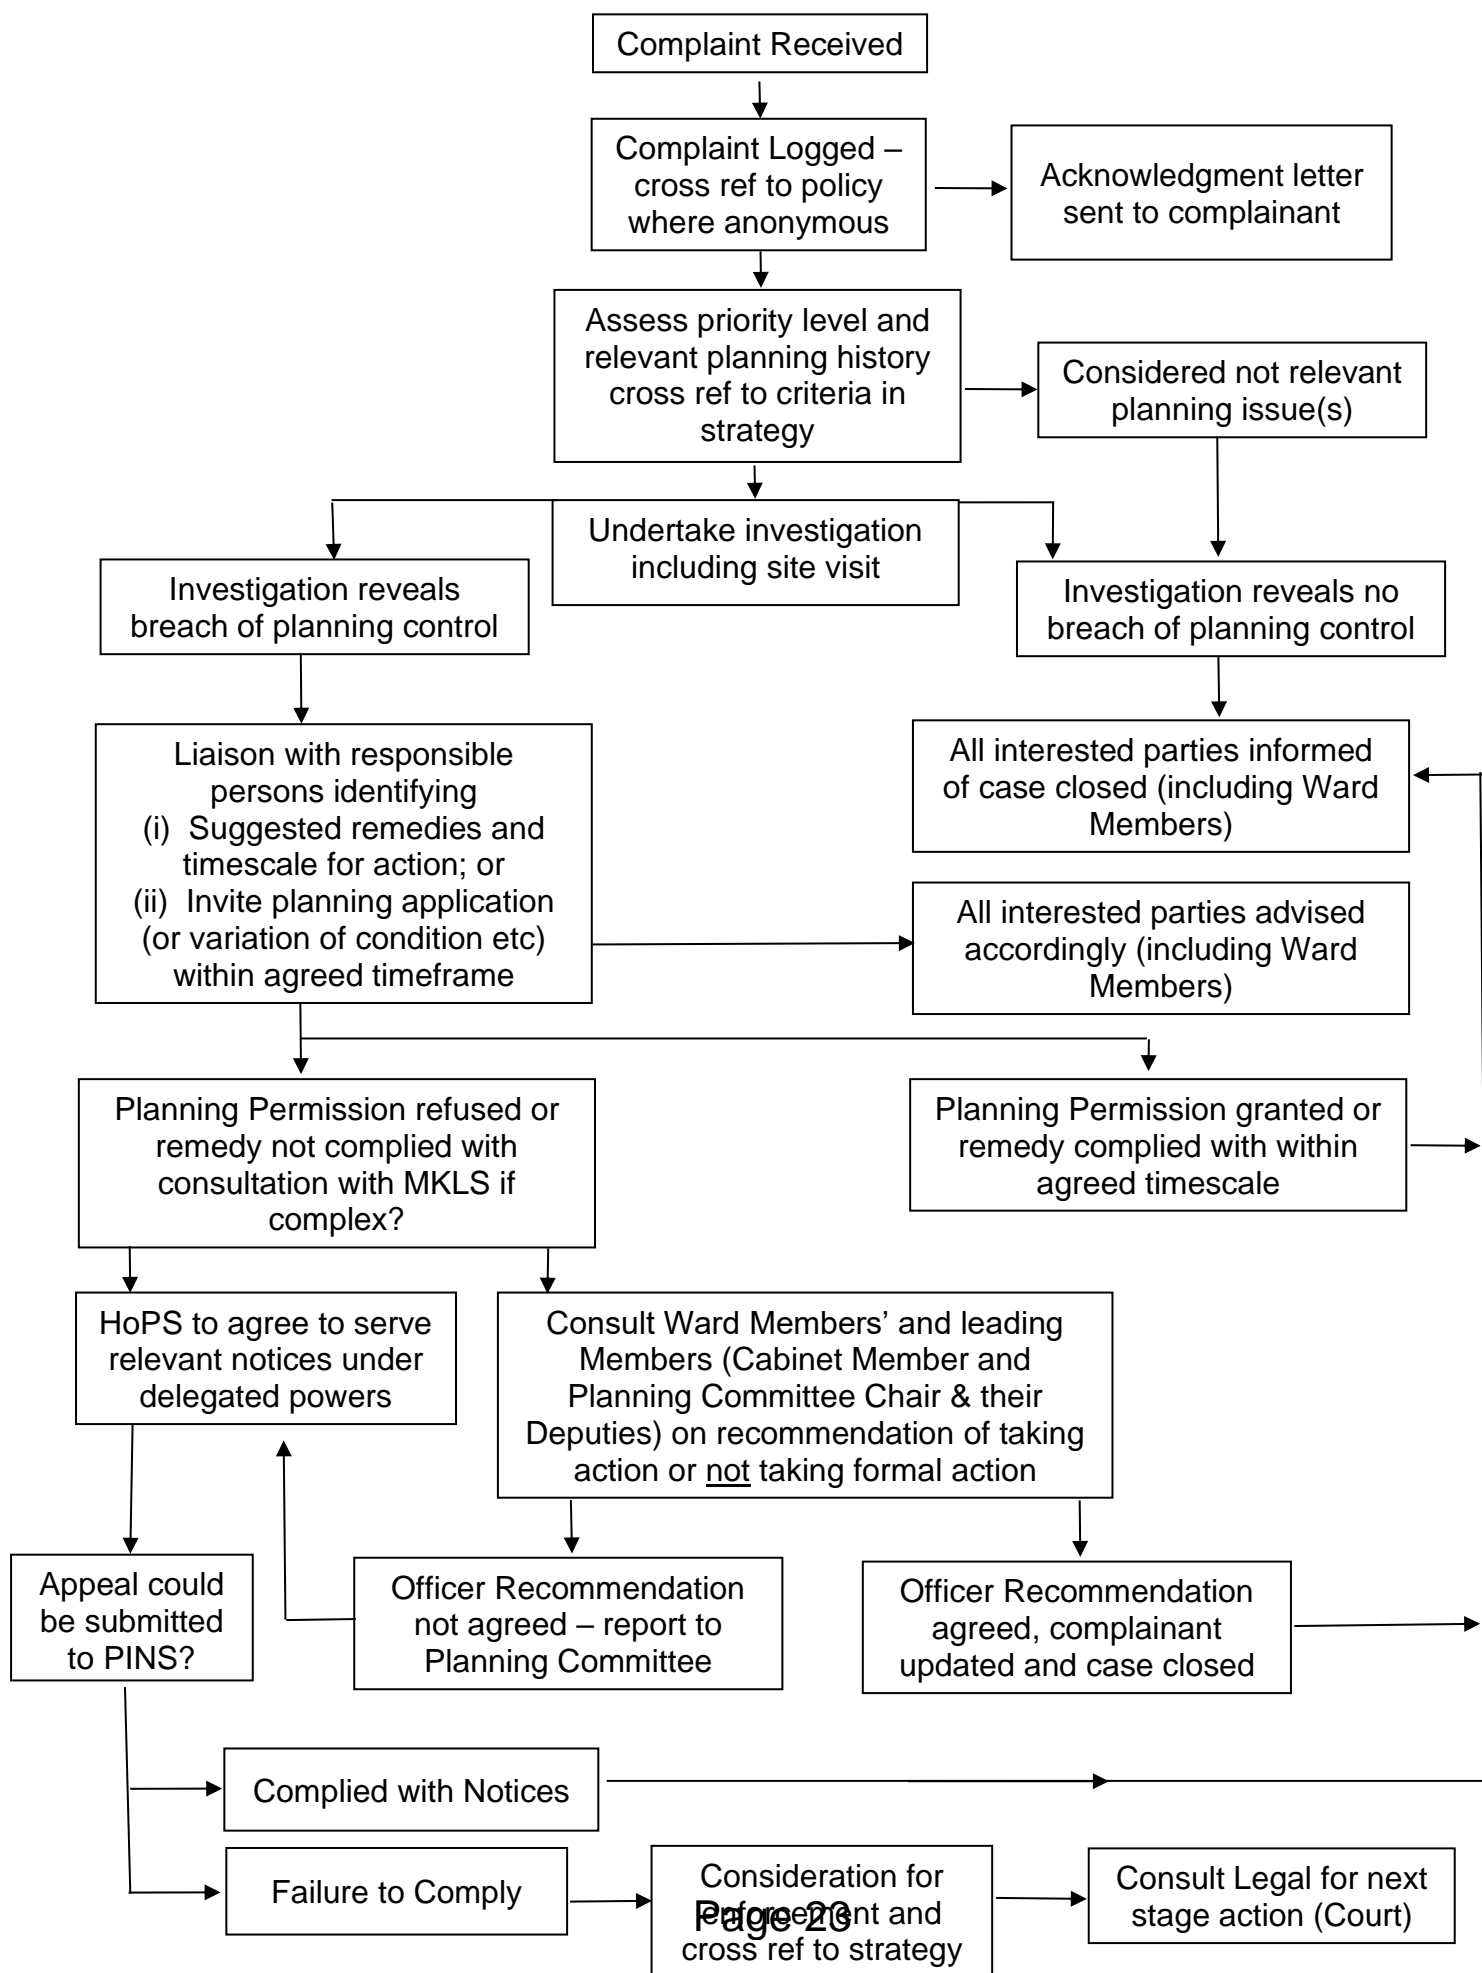 Complaint Received
Complaint Logged –
cross ref to policy
where anonymous
Acknowledgment letter
sent to complainant
Assess priority level and
relevant planning history
cross ref to criteria in
strategy
Considered not relevant
planning issue(s)
Undertake investigation
including site visit
Investigation reveals
breach of planning control
Investigation reveals no
breach of planning control
Liaison with responsible
persons identifying
(i) Suggested remedies and
timescale for action; or
(ii) Invite planning application
(or variation of condition etc)
within agreed timeframe
All interested parties informed
of case closed (including Ward
Members)
All interested parties advised
accordingly (including Ward
Members)
Planning Permission refused or
remedy not complied with
consultation with MKLS if
complex?
Planning Permission granted or
remedy complied with within
agreed timescale
HoPS to agree to serve
relevant notices under
delegated powers
Consult Ward Members’ and leading
Members (Cabinet Member and
Planning Committee Chair & their
Deputies) on recommendation of taking
action or not taking formal action
Appeal could
be submitted
to PINS?
Officer Recommendation
not agreed – report to
Planning Committee
Officer Recommendation
agreed, complainant
updated and case closed
Complied with Notices
Failure to Comply
Consideration for
enforcement and
cross ref to strategy
Consult Legal for next
stage action (Court)
Page 23